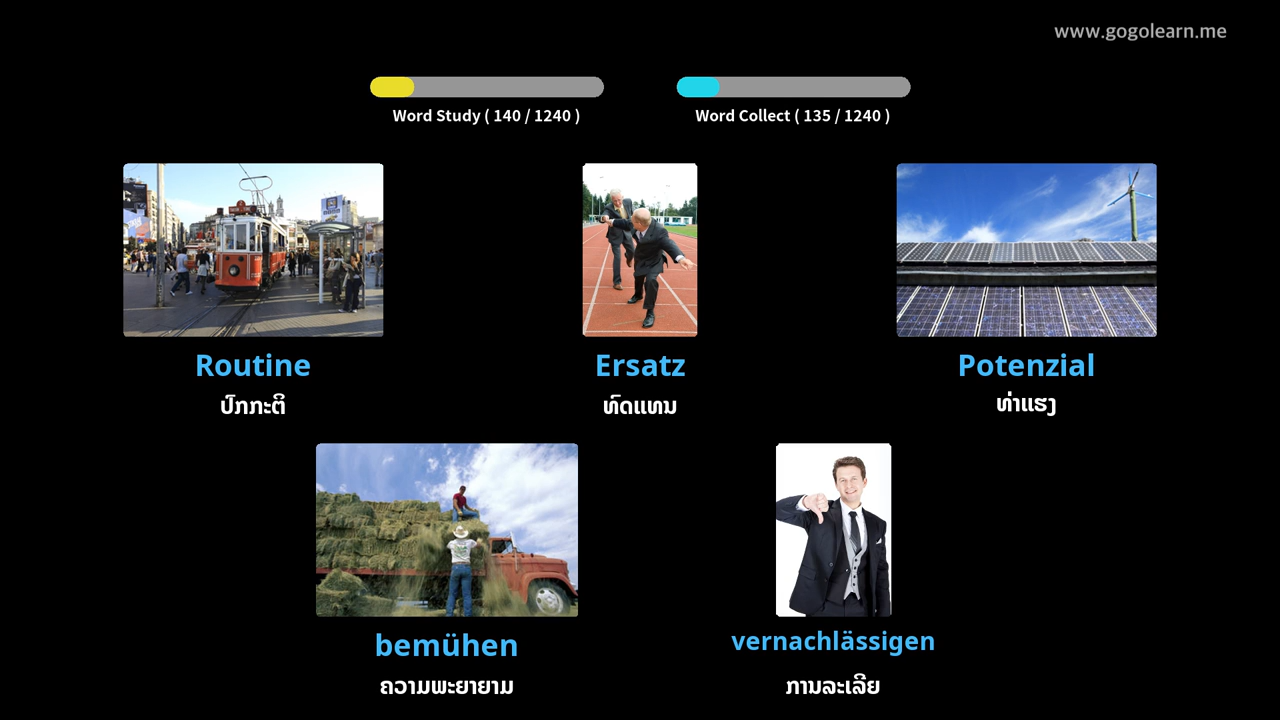 www.gogolearn.me
Word Study ( 140 / 1240 )
Word Collect ( 135 / 1240 )
Routine
ປົກກະຕິ
Ersatz
ທົດແທນ
Potenzial
ທ່າແຮງ
bemühen
ຄວາມພະຍາຍາມ
vernachlässigen
ການລະເລີຍ